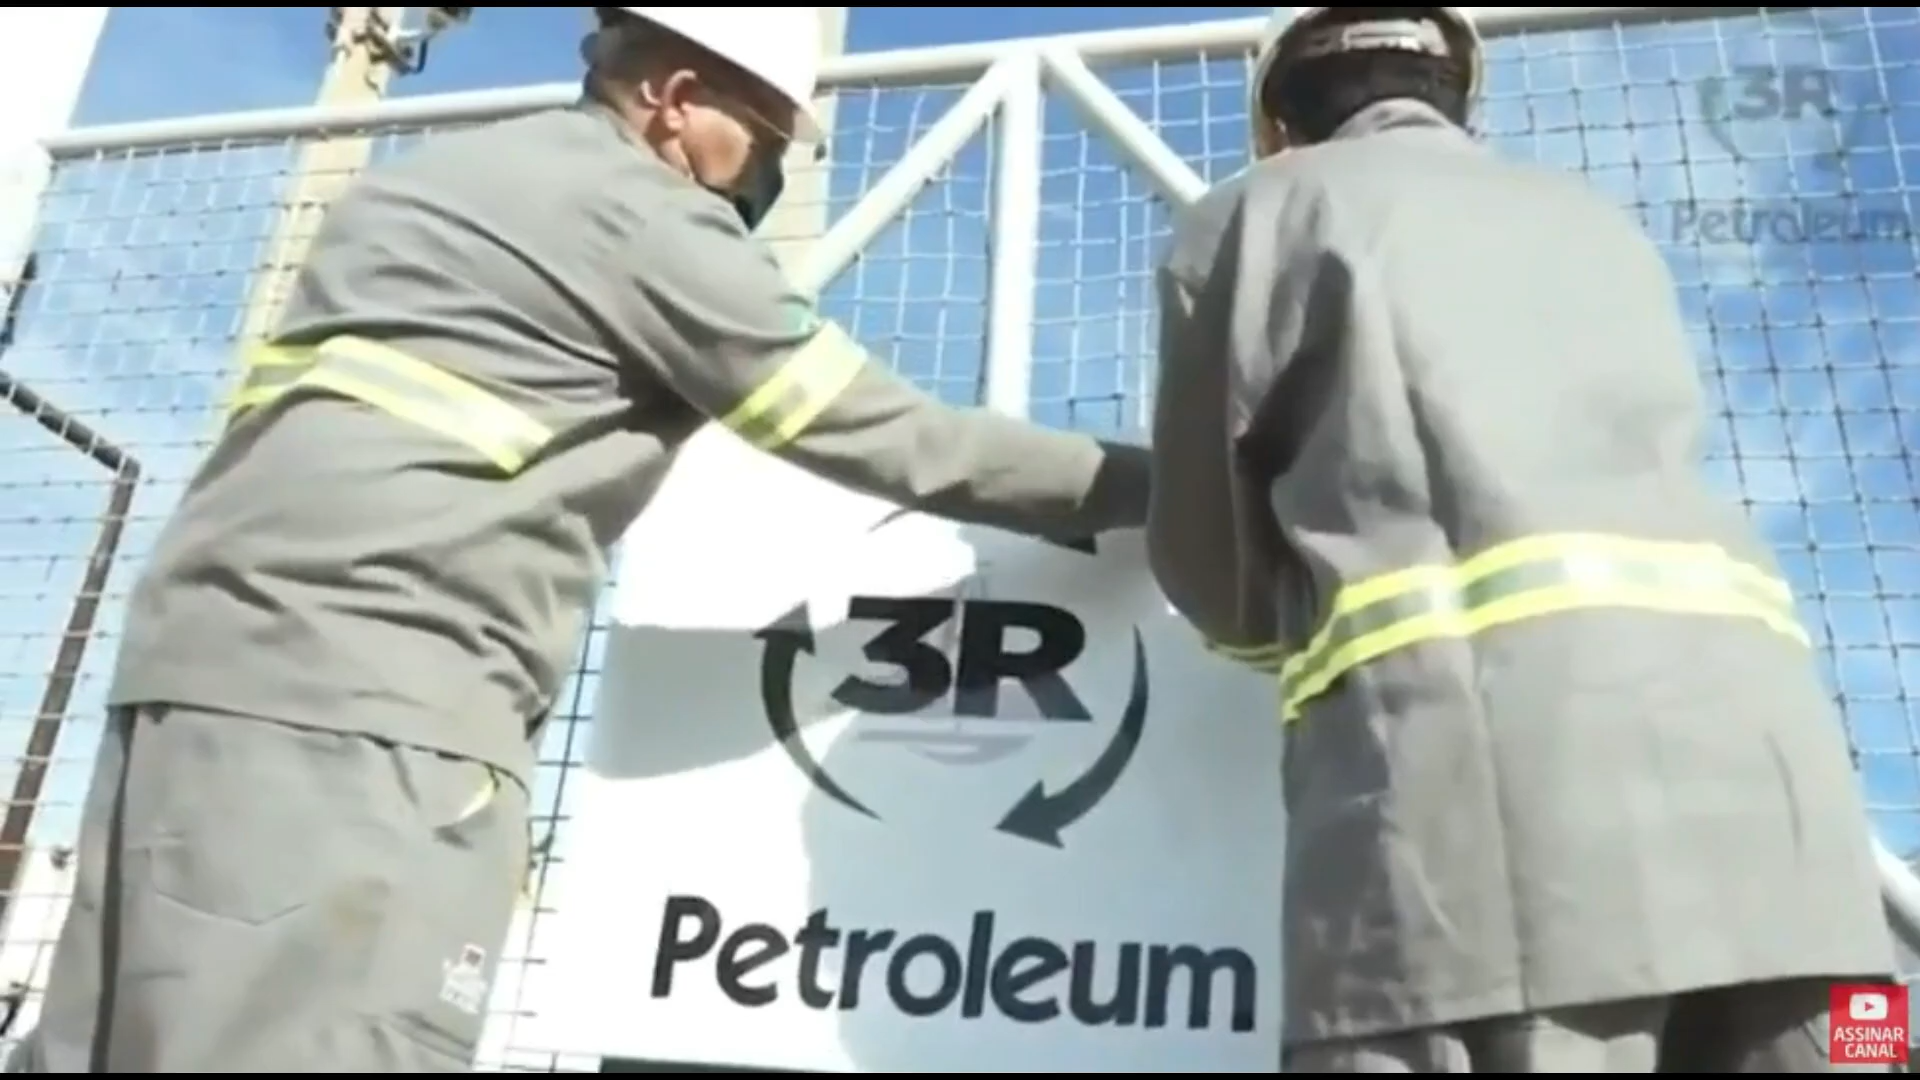 3R
Petroleum
3R
Petroleum
ASSINAR
CANAL